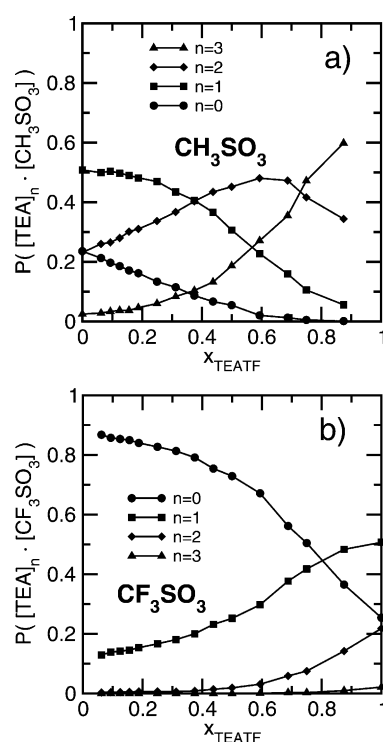 1
a)
n=3
n=2
n=1
n=0
0.8
CH3SO3
0.6
0.4
0.2
0
P( [TEA]n · [CH3SO3] )
0 0.2 0.4 0.6 0.8 1
xTEATF
1
b)
0.8
n=0
n=1
n=2
n=3
0.6
0.4
CF3SO3
0.2
0
P( [TEA]n · [CF3SO3] )
0 0.2 0.4 0.6 0.8 1
xTEATF